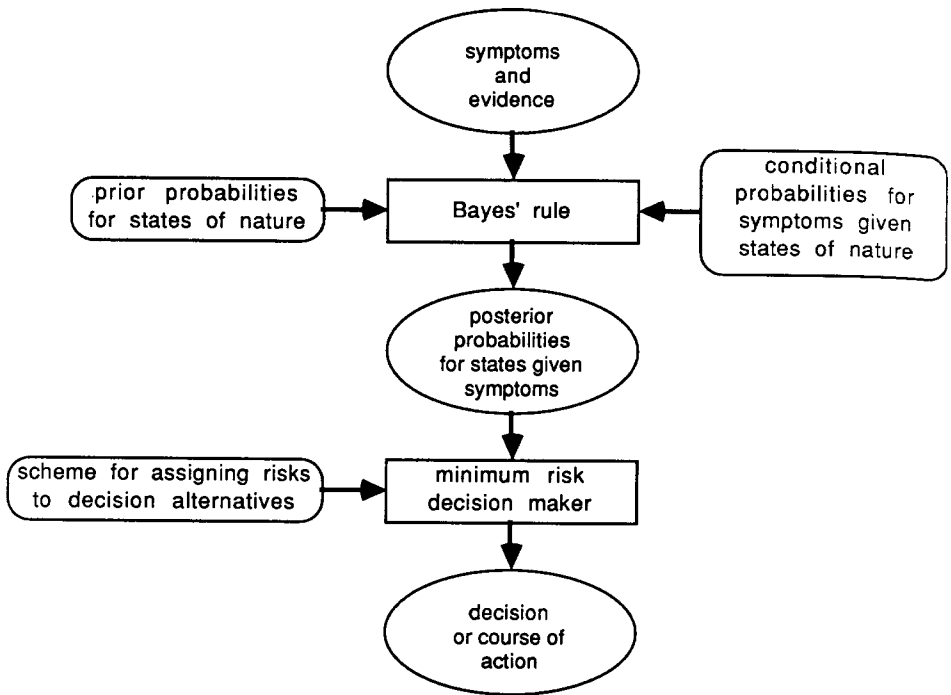 symptoms
and
evidence
prior probabilities
for states of nature
Bayes' rule
conditional
probabilities for
symptoms given
states of nature
posterior
probabilities
for states given
symptoms
scheme for assigning risks
to decision alternatives
minimum risk
decision maker
decision
or course of
action